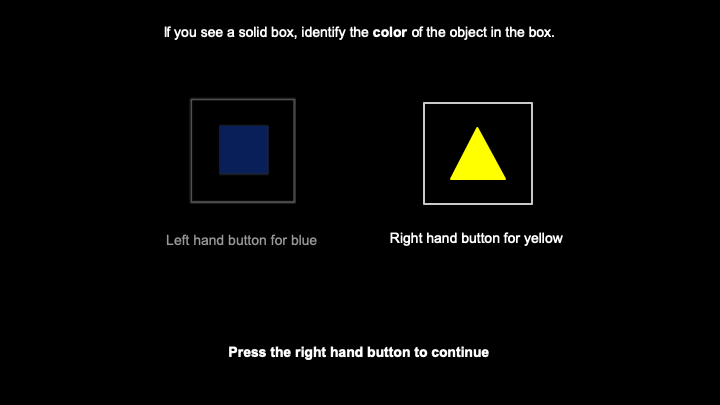 If you see a solid box, identify the color of the object in the box.
Left hand button for blue
Right hand button for yellow
Press the right hand button to continue